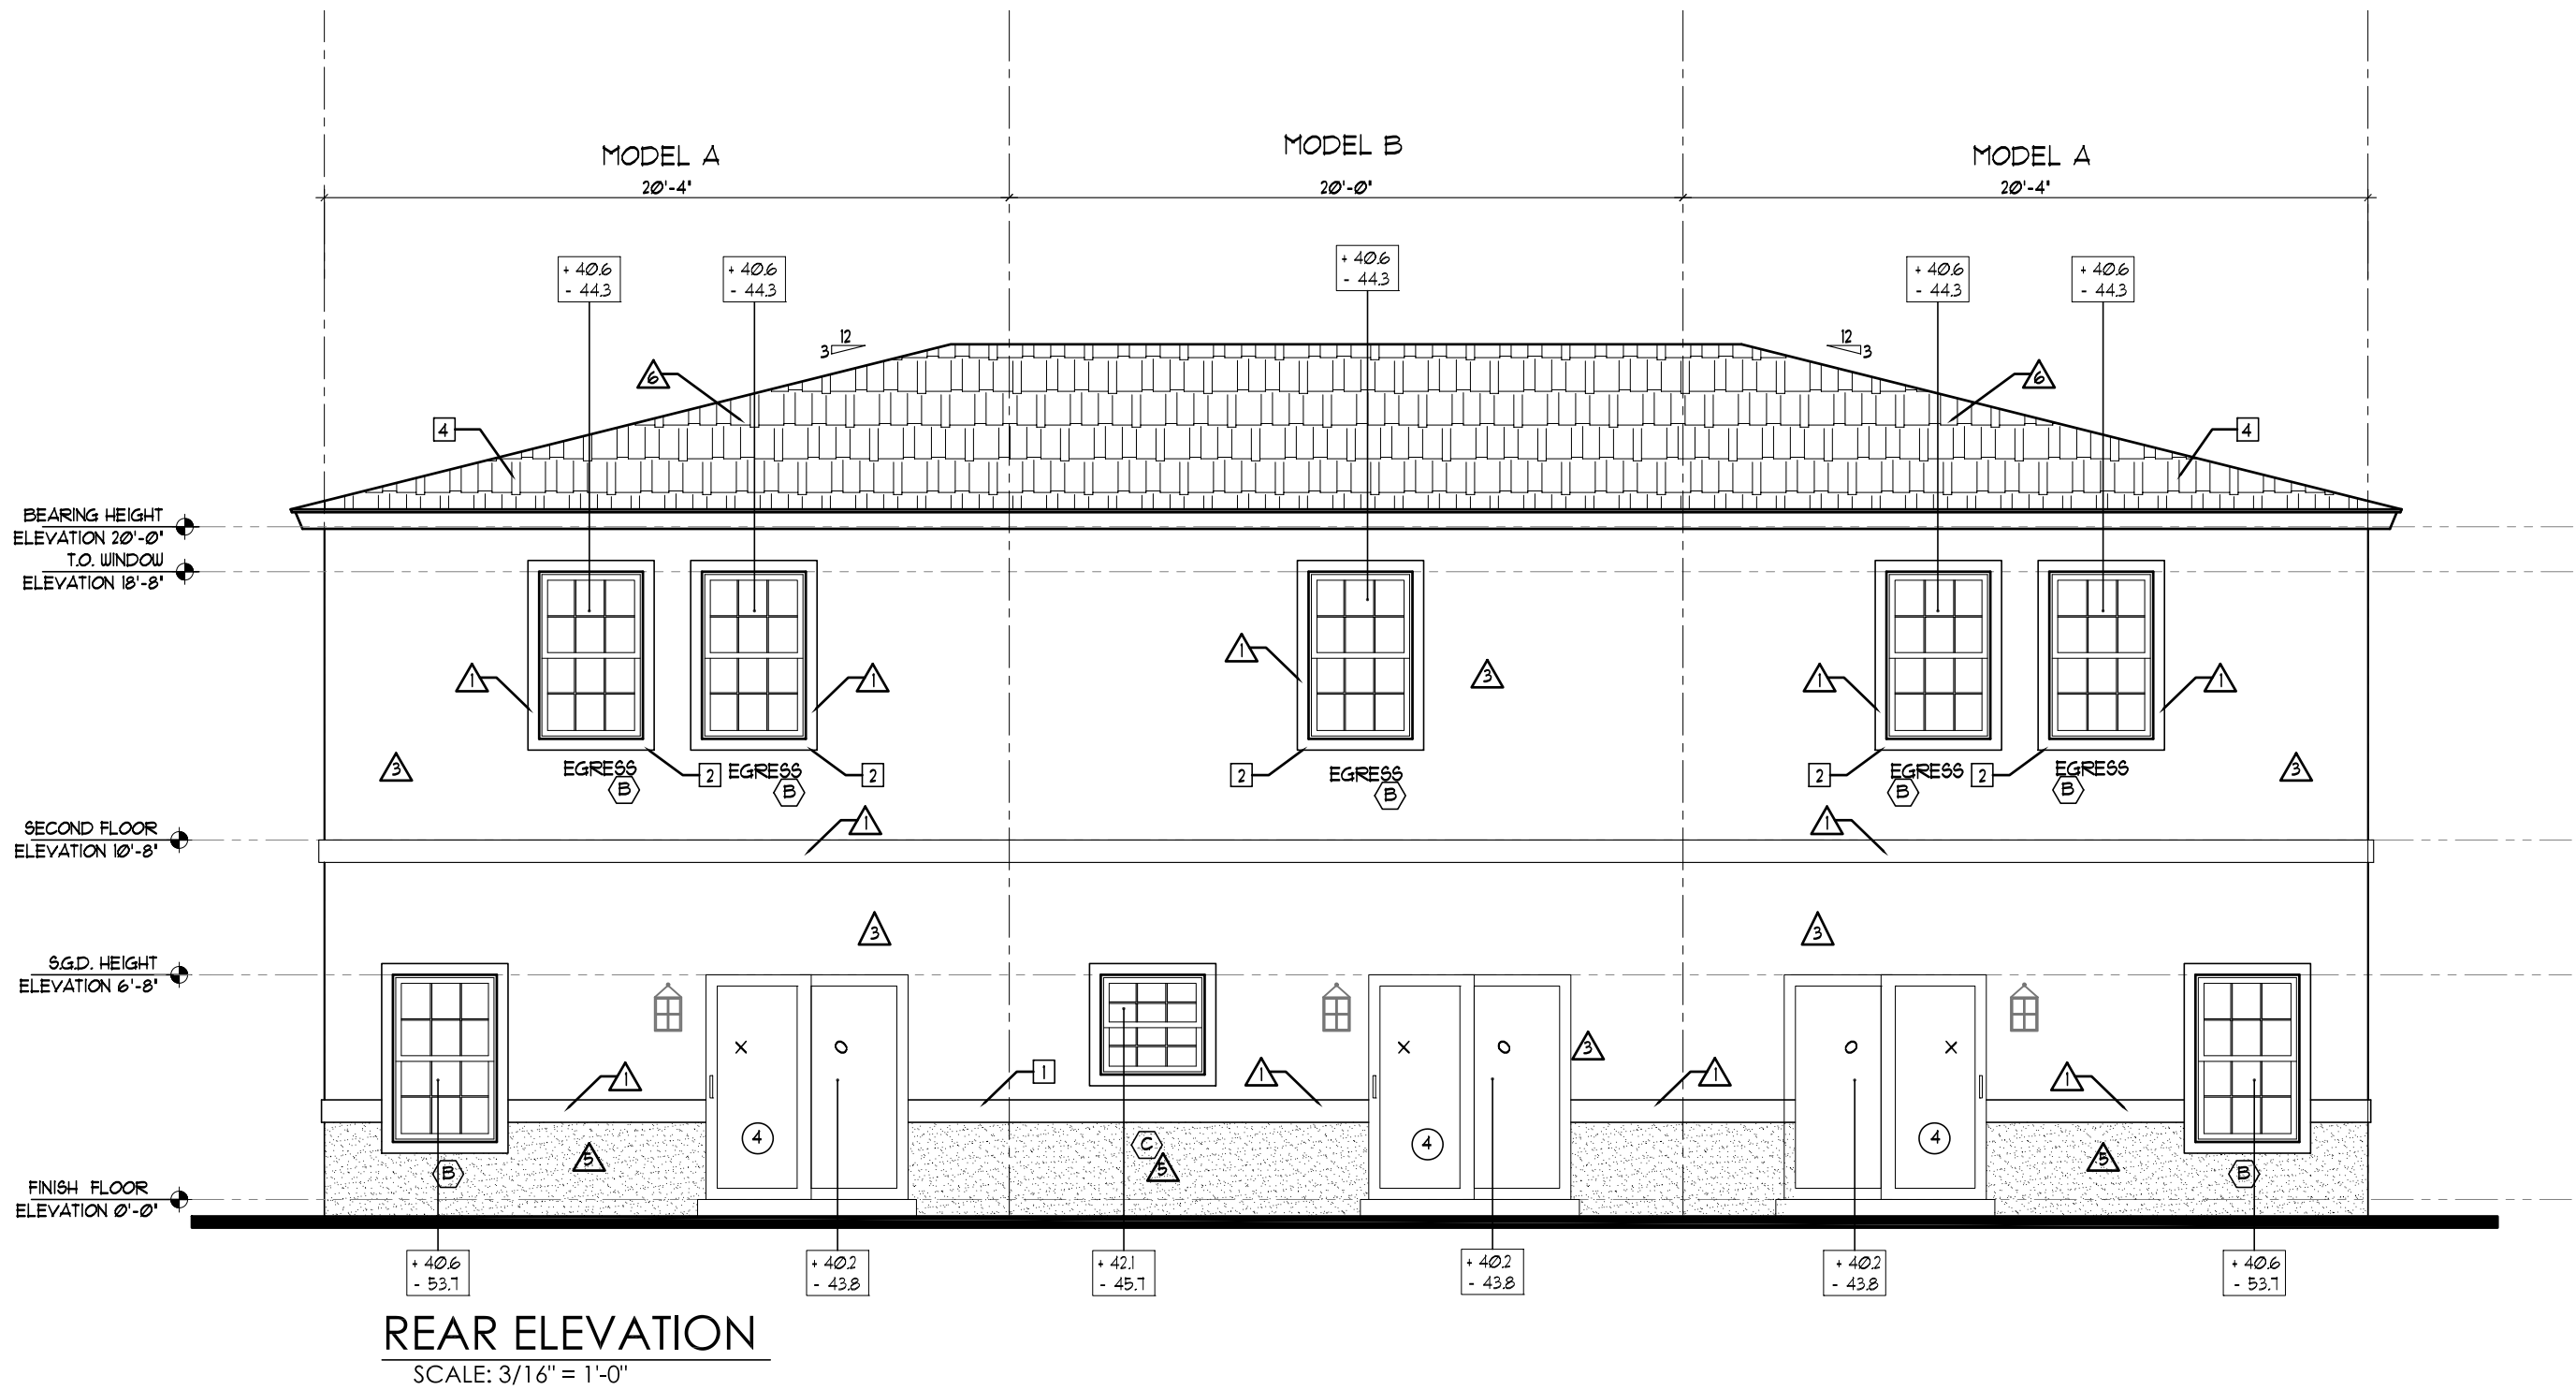 MODEL A
MODEL B
MODEL A
20'-4"
20'-0"
20'-4"
+ 40.6
- 44.3
+ 40.6
- 44.3
+ 40.6
- 44.3
+ 40.6
- 44.3
+ 40.6
- 44.3
12
3
12
3
6
6
4
4
BEARING HEIGHT
ELEVATION 20'-0"
T.O. WINDOW
ELEVATION 18'-8"
1
1
1
3
1
1
3
3
EGRESS
B
2
EGRESS
B
2
2
EGRESS
B
2
EGRESS
B
2
EGRESS
B
1
1
SECOND FLOOR
ELEVATION 10'-8"
3
3
S.G.D. HEIGHT
ELEVATION 6'-8"
X
O
X
O
3
O
X
1
1
1
1
1
4
C
4
4
5
5
5
B
B
FINISH FLOOR
ELEVATION 0'-0"
+ 40.6
- 53.7
+ 40.2
- 43.8
+ 42.1
- 45.7
+ 40.2
- 43.8
+ 40.2
- 43.8
+ 40.6
- 53.7
REAR ELEVATION
SCALE: 3/16" = 1'-0"